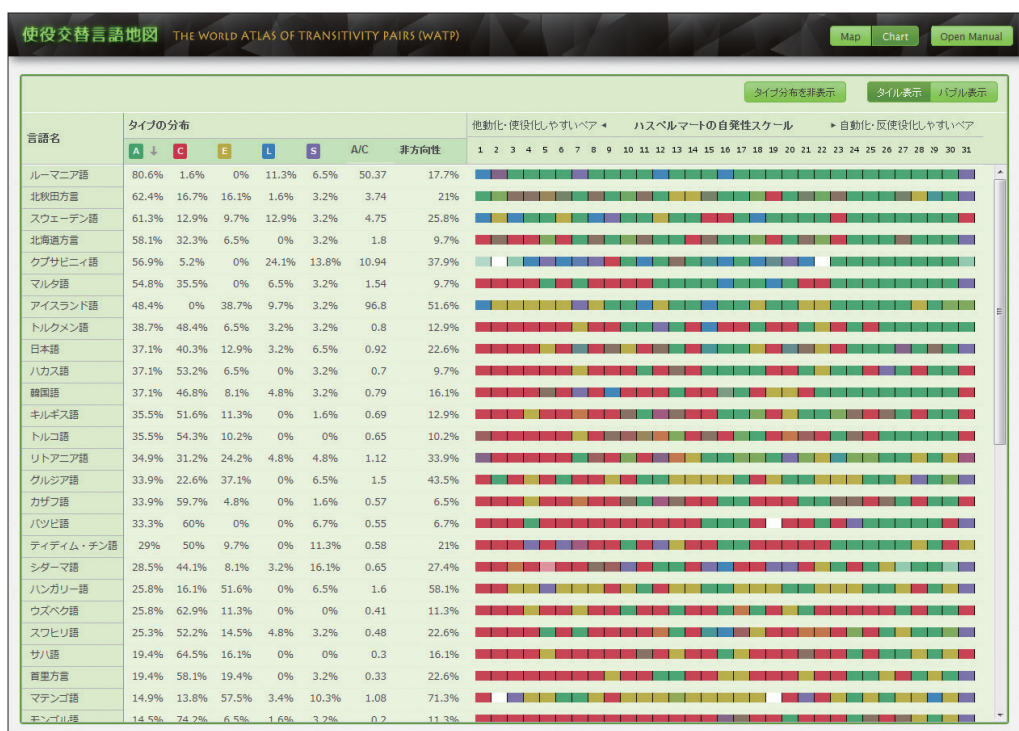 使役交替言語地図 THE WORLD ATLAS OF TRANSITIVITY PAIRS (WATP) Map Chart Open Manual
タイプ分布を非表示 タイル表示 バブル表示
言語名 タイプの分布 他動化・使役化しやすいペア ◂ ハスペルマートの自発性スケール ▸ 自動化・反使役化しやすいペア
A ↓ C E L S A/C 非方向性 1 2 3 4 5 6 7 8 9 10 11 12 13 14 15 16 17 18 19 20 21 22 23 24 25 26 27 28 29 30 31
ルーマニア語 80.6% 1.6% 0% 11.3% 6.5% 50.37 17.7%
北秋田方言 62.4% 16.7% 16.1% 1.6% 3.2% 3.74 21%
スウェーデン語 61.3% 12.9% 9.7% 12.9% 3.2% 4.75 25.8%
北海道方言 58.1% 32.3% 6.5% 0% 3.2% 1.8 9.7%
クプサビニィ語 56.9% 5.2% 0% 24.1% 13.8% 10.94 37.9%
マルタ語 54.8% 35.5% 0% 6.5% 3.2% 1.54 9.7%
アイスランド語 48.4% 0% 38.7% 9.7% 3.2% 96.8 51.6%
トルクメン語 38.7% 48.4% 6.5% 3.2% 3.2% 0.8 12.9%
日本語 37.1% 40.3% 12.9% 3.2% 6.5% 0.92 22.6%
ハカス語 37.1% 53.2% 6.5% 0% 3.2% 0.7 9.7%
韓国語 37.1% 46.8% 8.1% 4.8% 3.2% 0.79 16.1%
キルギス語 35.5% 51.6% 11.3% 0% 1.6% 0.69 12.9%
トルコ語 35.5% 54.3% 10.2% 0% 0% 0.65 10.2%
リトアニア語 34.9% 31.2% 24.2% 4.8% 4.8% 1.12 33.9%
グルジア語 33.9% 22.6% 37.1% 0% 6.5% 1.5 43.5%
カザフ語 33.9% 59.7% 4.8% 0% 1.6% 0.57 6.5%
バツビ語 33.3% 60% 0% 0% 6.7% 0.55 6.7%
ティディム・チン語 29% 50% 9.7% 0% 11.3% 0.58 21%
シダーマ語 28.5% 44.1% 8.1% 3.2% 16.1% 0.65 27.4%
ハンガリー語 25.8% 16.1% 51.6% 0% 6.5% 1.6 58.1%
ウズベク語 25.8% 62.9% 11.3% 0% 0% 0.41 11.3%
スワヒリ語 25.3% 52.2% 14.5% 4.8% 3.2% 0.48 22.6%
サハ語 19.4% 64.5% 16.1% 0% 0% 0.3 16.1%
首里方言 19.4% 58.1% 19.4% 0% 3.2% 0.33 22.6%
マテンゴ語 14.9% 13.8% 57.5% 3.4% 10.3% 1.08 71.3%
モンゴル語 14.5% 74.2% 6.5% 1.6% 3.2% 0.2 11.3%